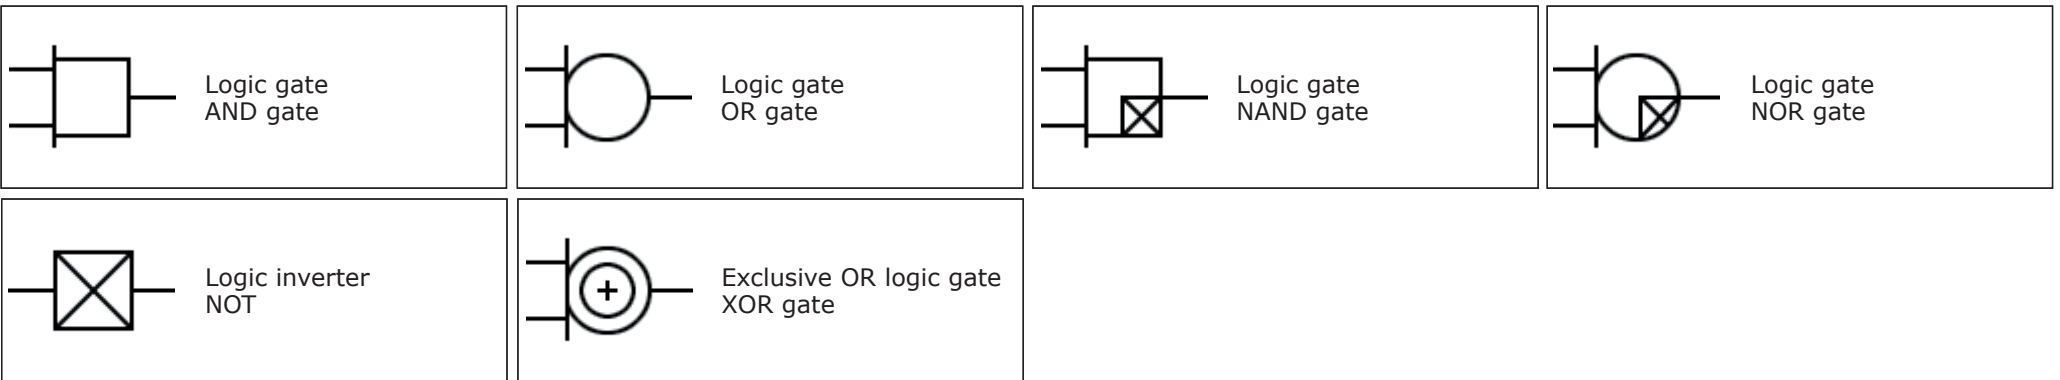 Logic gate
AND gate
Logic gate
OR gate
Logic gate
NAND gate
Logic gate
NOR gate
Logic inverter
NOT
Exclusive OR logic gate
XOR gate